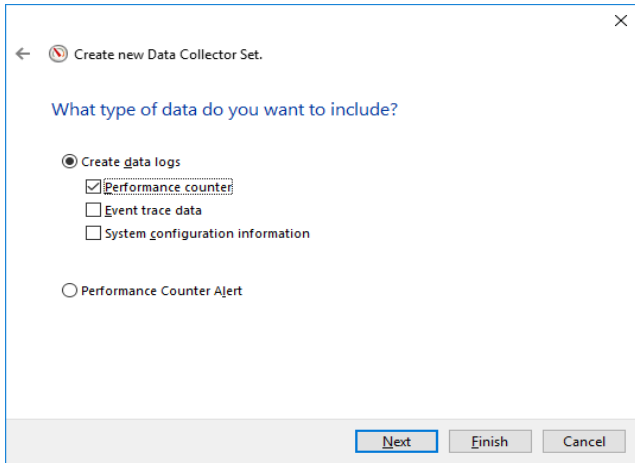 Create new Data Collector Set.
What type of data do you want to include?
Create data logs
Performance counter
Event trace data
System configuration information
Performance Counter Alert
Next Finish Cancel